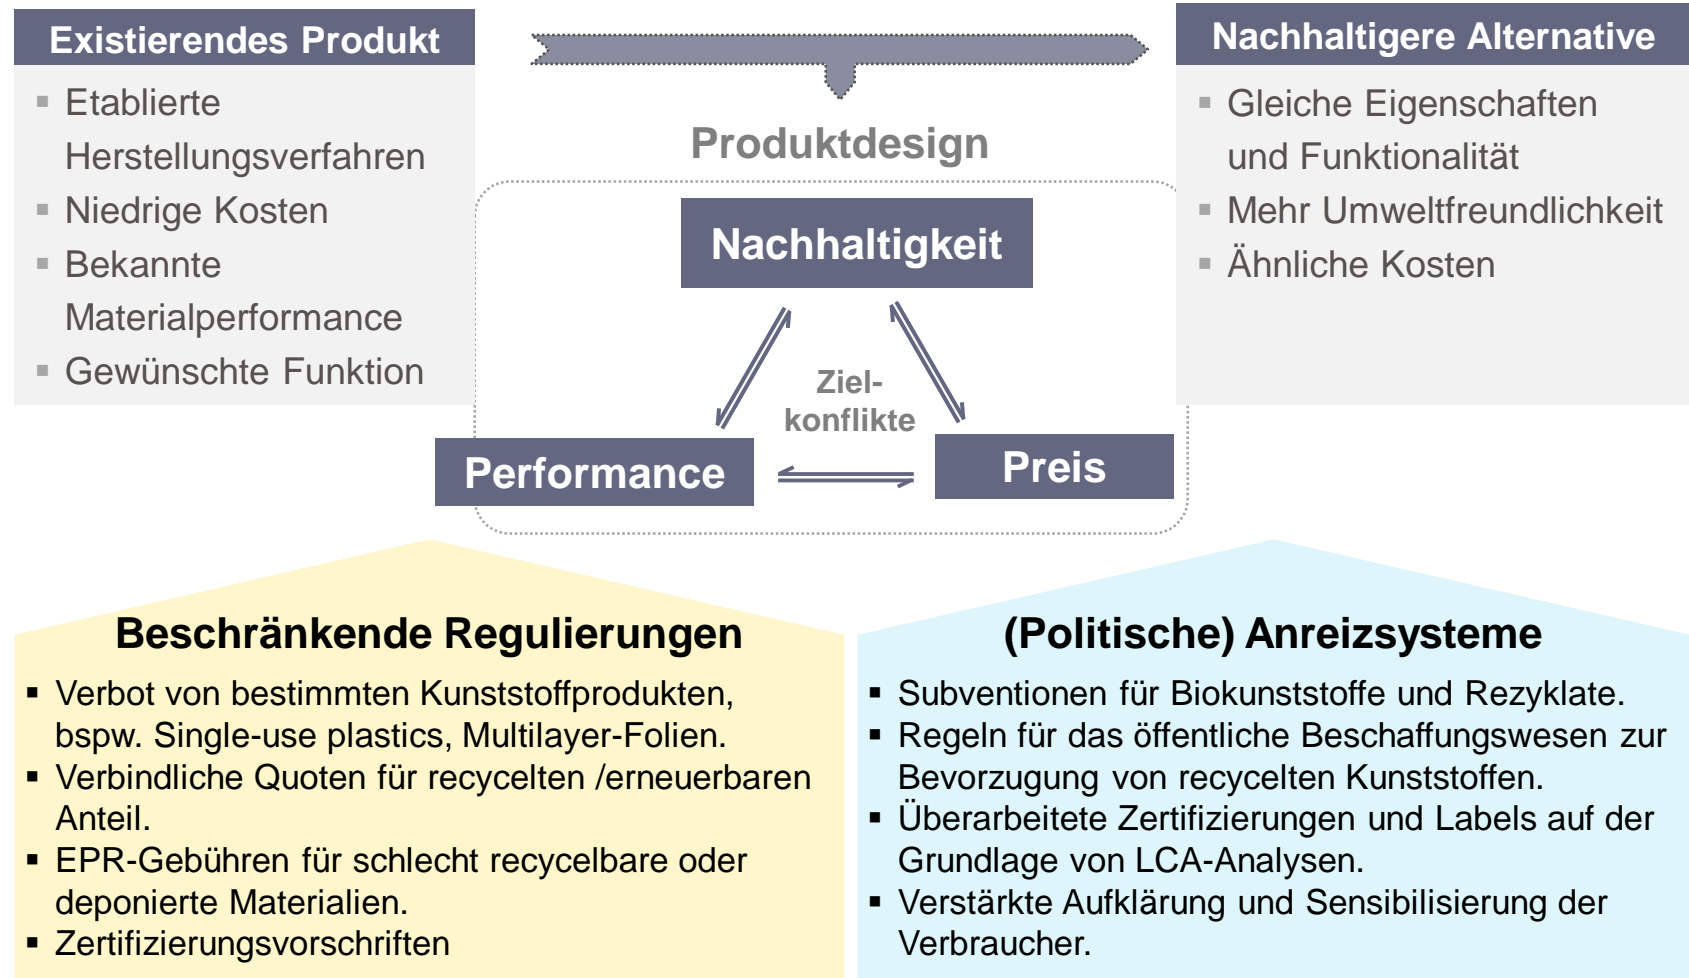 Existierendes Produkt
▪ Etablierte
Herstellungsverfahren
▪ Niedrige Kosten
▪ Bekannte
Materialperformance
▪ Gewünschte Funktion
Produktdesign
Nachhaltigkeit
Ziel-
konflikte
Performance
Preis
Nachhaltigere Alternative
▪ Gleiche Eigenschaften
und Funktionalität
▪ Mehr Umweltfreundlichkeit
▪ Ähnliche Kosten
Beschränkende Regulierungen
▪ Verbot von bestimmten Kunststoffprodukten,
bspw. Single-use plastics, Multilayer-Folien.
▪ Verbindliche Quoten für recycelten /erneuerbaren
Anteil.
▪ EPR-Gebühren für schlecht recycelbare oder
deponierte Materialien.
▪ Zertifizierungsvorschriften
(Politische) Anreizsysteme
▪ Subventionen für Biokunststoffe und Rezyklate.
▪ Regeln für das öffentliche Beschaffungswesen zur
Bevorzugung von recycelten Kunststoffen.
▪ Überarbeitete Zertifizierungen und Labels auf der
Grundlage von LCA-Analysen.
▪ Verstärkte Aufklärung und Sensibilisierung der
Verbraucher.